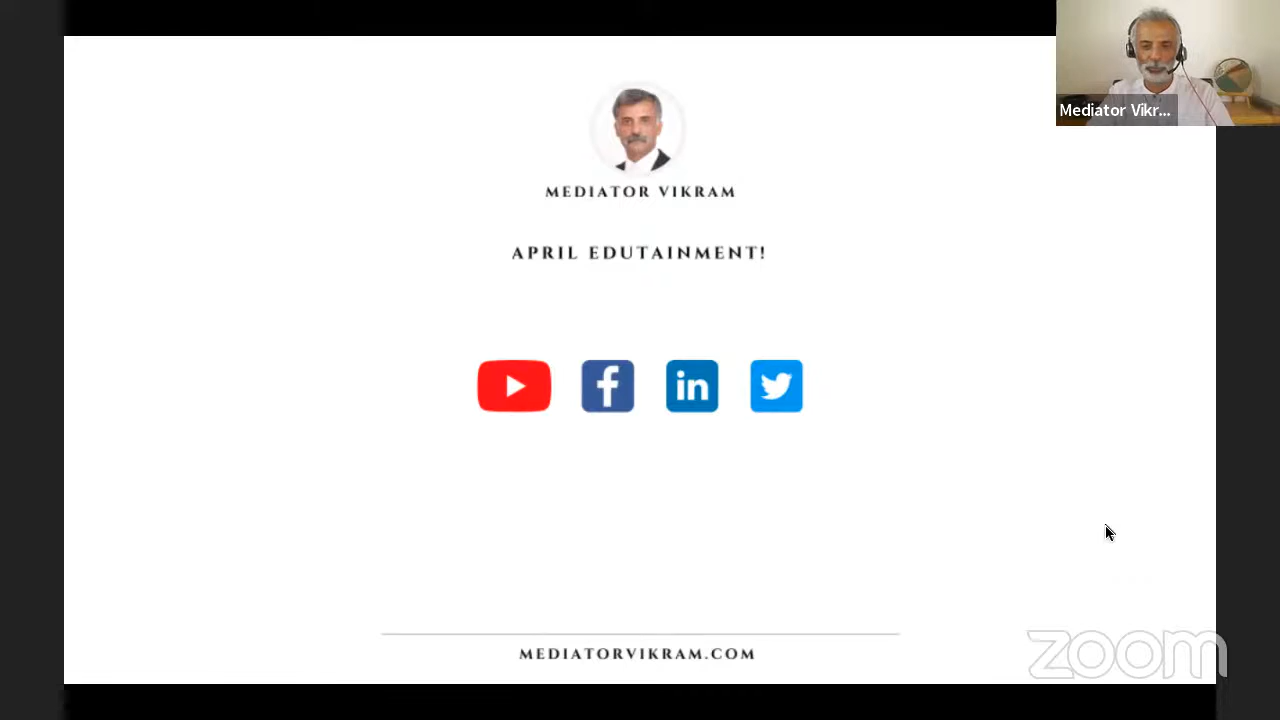 Mediator Vikr...
MEDIATOR VIKRAM
APRIL EDUTAINMENT!
f
in
MEDIATORVIKRAM.COM
zoom